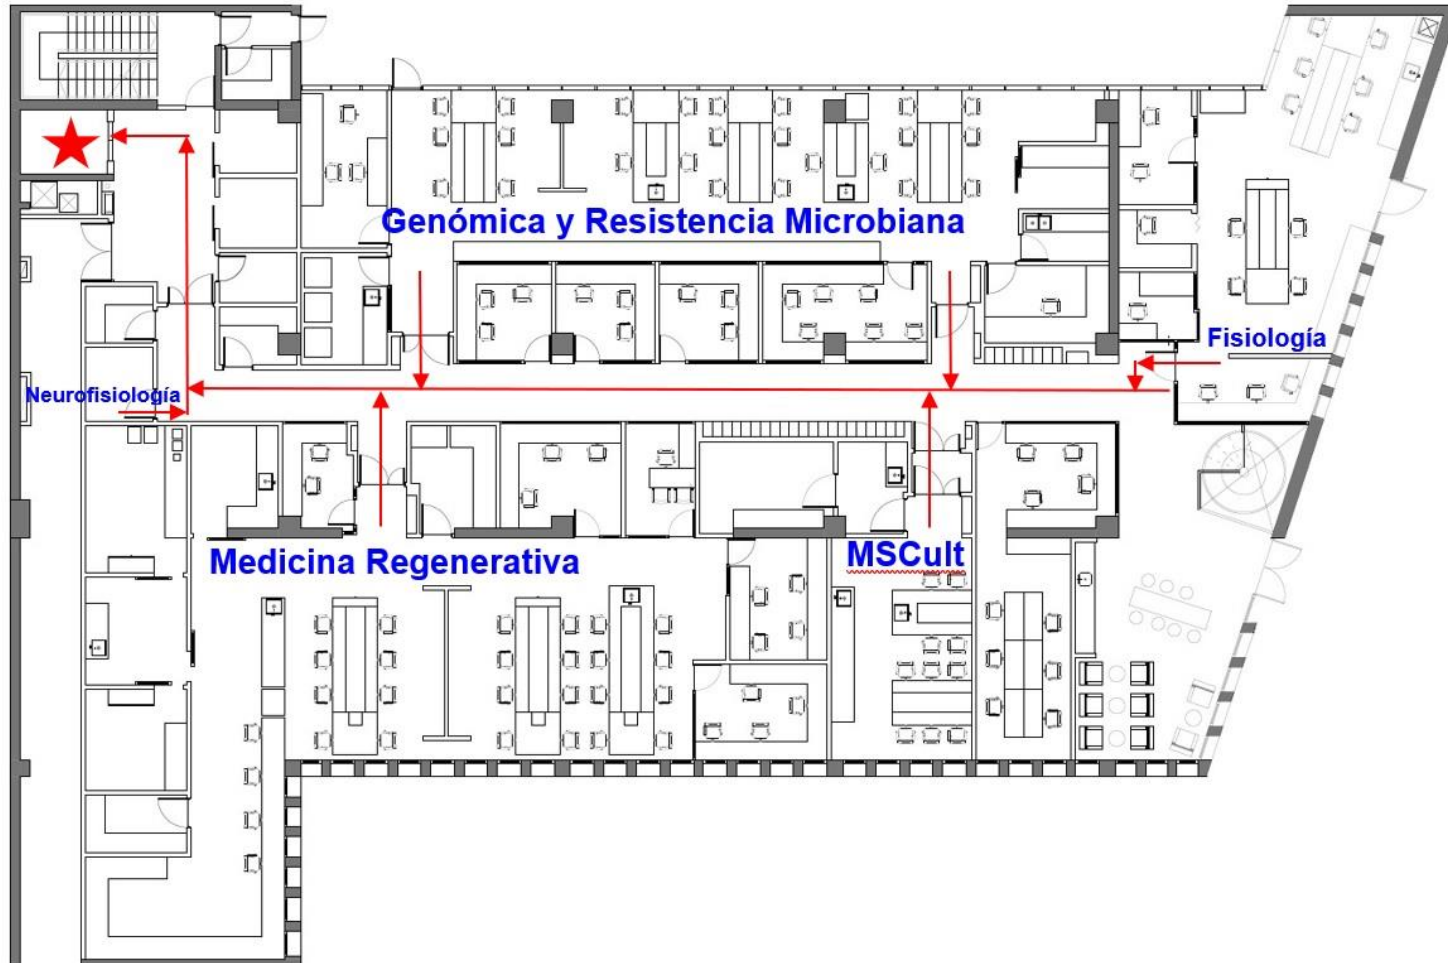 Genómica y Resistencia Microbiana
Fisiología
Neurofisiología
Medicina Regenerativa
MSCult